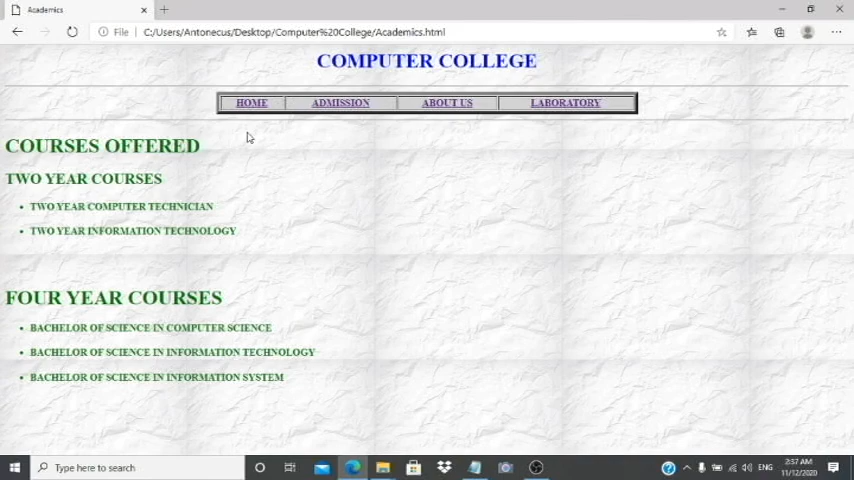 Academics
File
C:/Users/Antonecus/Desktop/Computer%20College/Academics.html
COMPUTER COLLEGE
HOME ADMISSION ABOUT US LABORATORY
COURSES OFFERED
TWO YEAR COURSES
• TWO YEAR COMPUTER TECHNICIAN
• TWO YEAR INFORMATION TECHNOLOGY
FOUR YEAR COURSES
• BACHELOR OF SCIENCE IN COMPUTER SCIENCE
• BACHELOR OF SCIENCE IN INFORMATION TECHNOLOGY
• BACHELOR OF SCIENCE IN INFORMATION SYSTEM
Type here to search
ENG
2:37 AM
11/12/2020